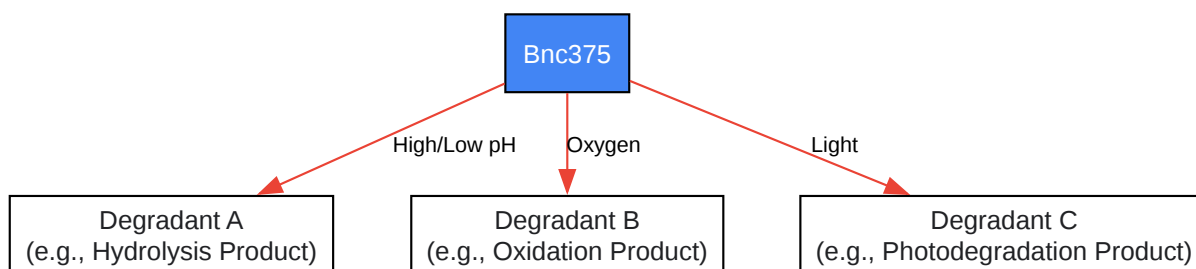 Bnc375
High/Low pH
Oxygen
Light
Degradant A
(e.g., Hydrolysis Product)
Degradant B
(e.g., Oxidation Product)
Degradant C
(e.g., Photodegradation Product)